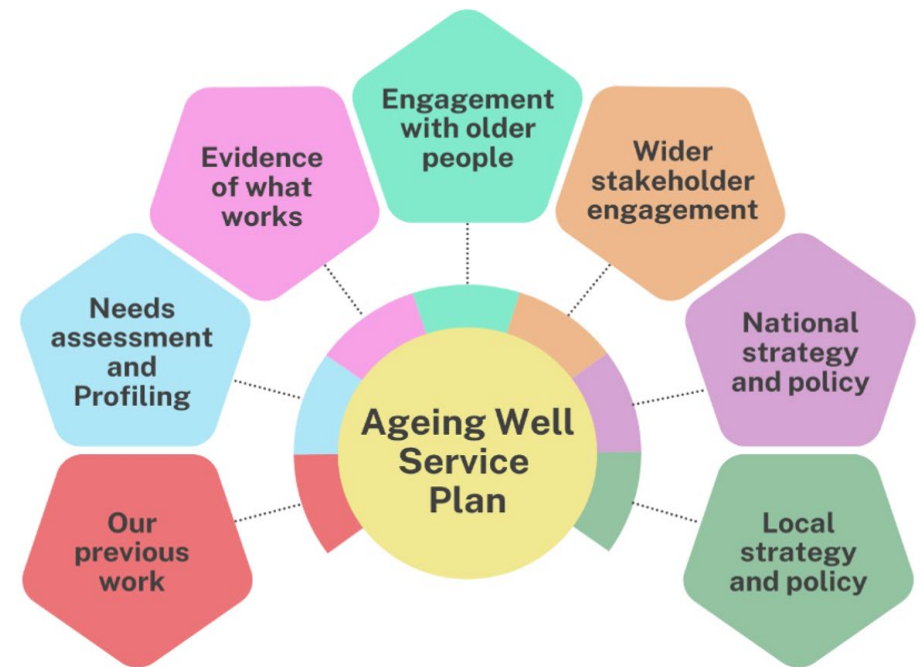 Engagement
with older
people
Evidence
of what
works
Wider
stakeholder
engagement
Needs
assessment
and
Profiling
National
strategy
and policy
Ageing Well
Service
Plan
Our
previous
work
Local
strategy
and policy